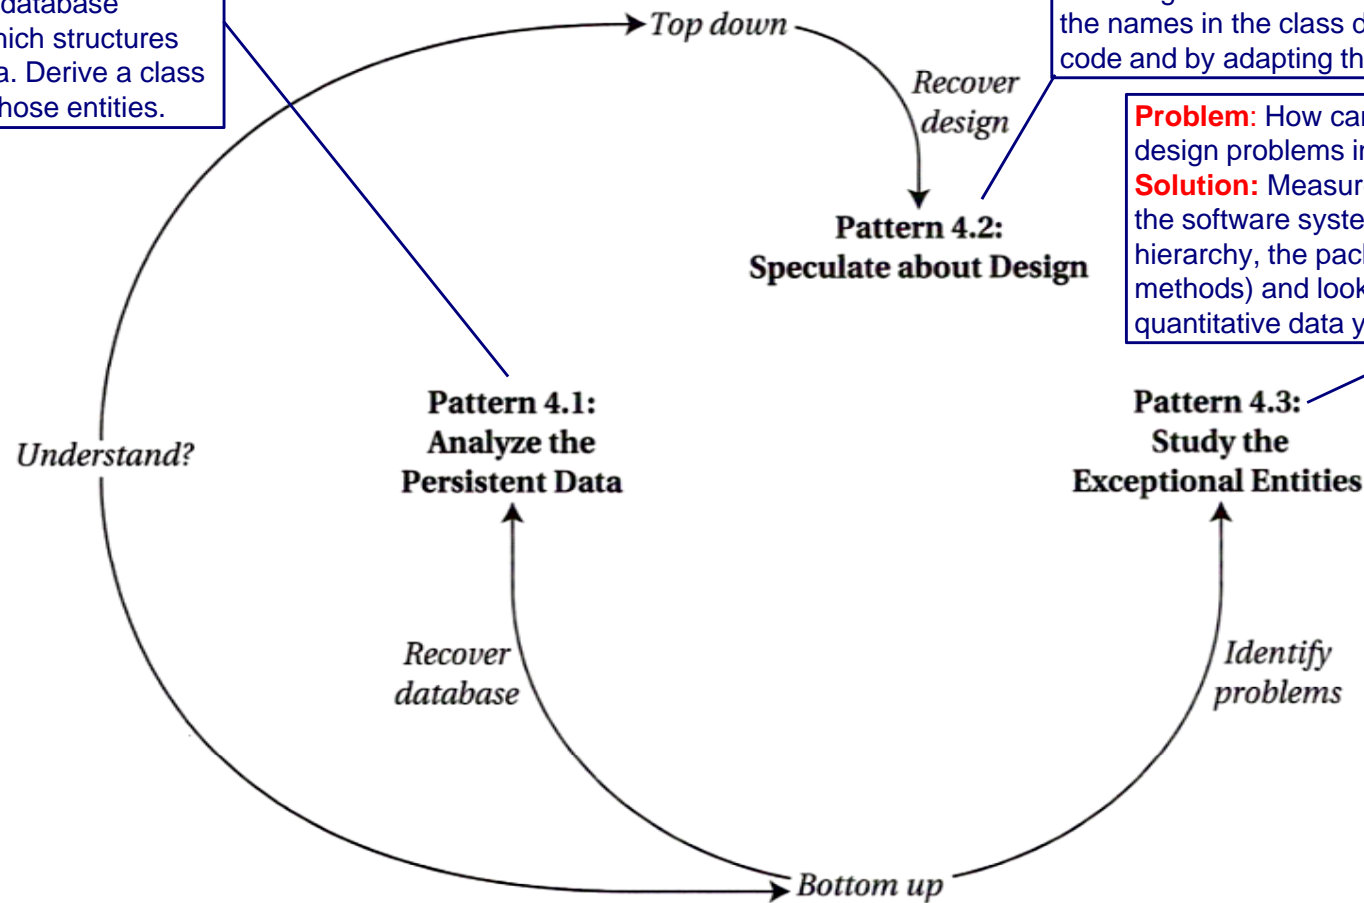 database
which structures
a. Derive a class
hose entities.
Top down
the names in the class d
code and by adapting th
Recover
design
Problem: How can
design problems in
Solution: Measure
the software syste
hierarchy, the pack
methods) and look
quantitative data y
Pattern 4.2:
Speculate about Design
Understand?
Pattern 4.1:
Analyze the
Persistent Data
Pattern 4.3:
Study the
Exceptional Entities
Recover
database
Identify
problems
Bottom up